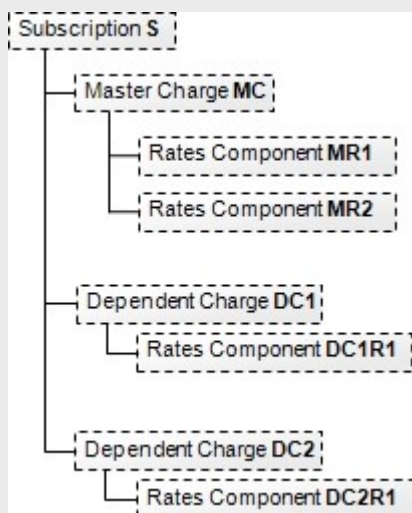 Subscription S
Master Charge MC
Rates Component MR1
Rates Component MR2
Dependent Charge DC1
Rates Component DC1R1
Dependent Charge DC2
Rates Component DC2R1